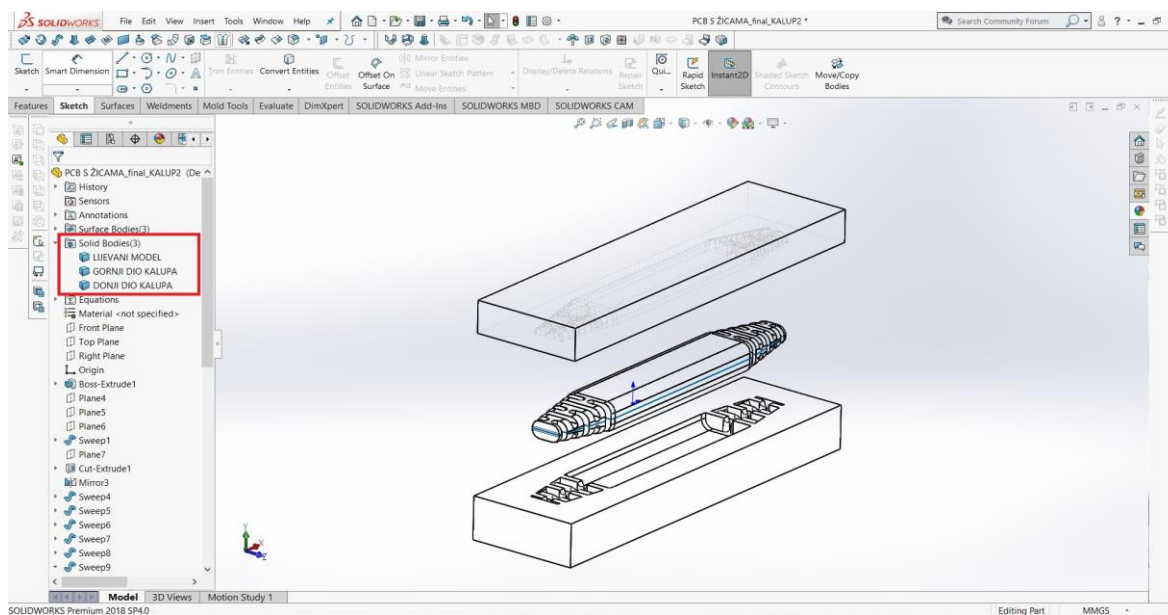 SOLIDWORKS File Edit View Insert Tools Window Help PCB S ŽICAMA_final_KALUP2 * Search Community Forum
Sketch Smart Dimension Trim Entities Convert Entities Offset Entities Offset On Surface Mirror Entities Linear Sketch Pattern Move Entities Display/Delete Relations Repair Sketch Qui... Rapid Sketch Instant2D Shaded Sketch Contours Move/Copy Bodies
Features Sketch Surfaces Weldments Mold Tools Evaluate DimXpert SOLIDWORKS Add-Ins SOLIDWORKS MBD SOLIDWORKS CAM
PCB S ŽICAMA_final_KALUP2 (De
History
Sensors
Annotations
Surface Bodies(3)
Solid Bodies(3)
LIJEVANI MODEL
GORNJI DIO KALUPA
DONJI DIO KALUPA
Equations
Material <not specified>
Front Plane
Top Plane
Right Plane
Origin
Boss-Extrude1
Plane4
Plane5
Plane6
Sweep1
Plane7
Cut-Extrude1
Mirror3
Sweep4
Sweep5
Sweep6
Sweep7
Sweep8
Sweep9
Y
X
Z
Model 3D Views Motion Study 1
SOLIDWORKS Premium 2018 SP4.0 Editing Part MMGS